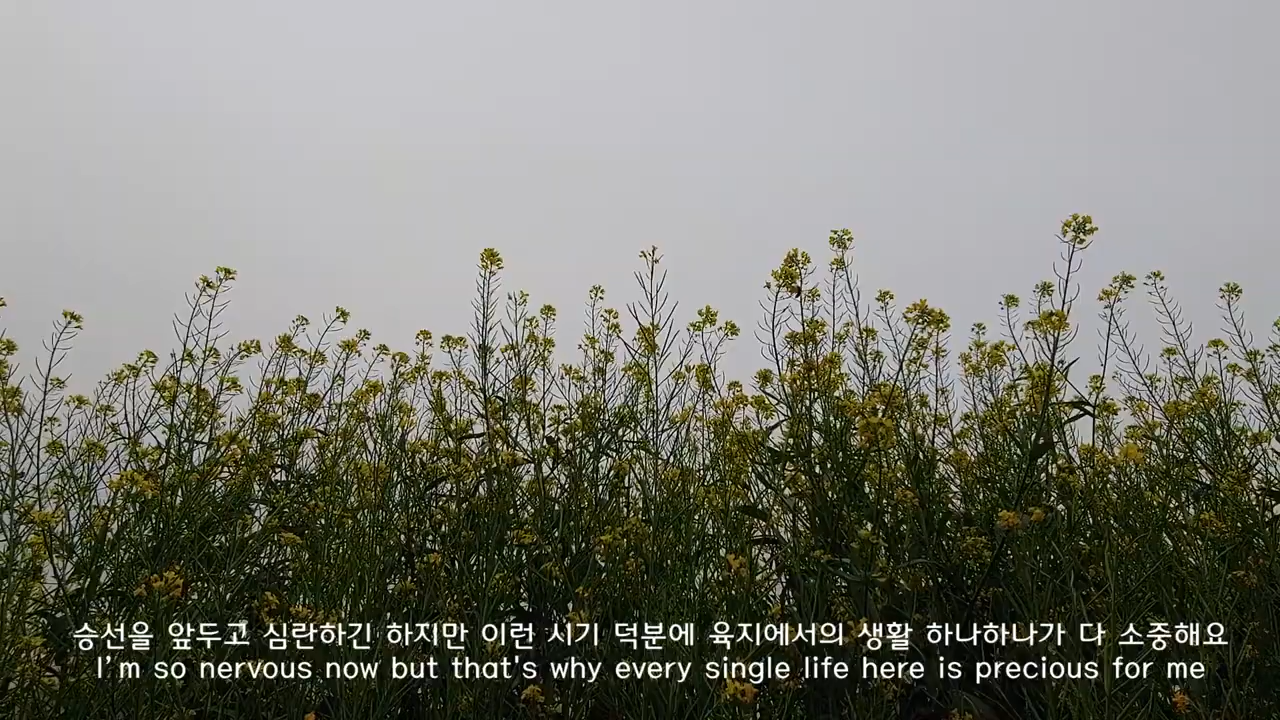 승선을 앞두고 심란하긴 하지만 이런 시기 덕분에 육지에서의 생활 하나하나가 다 소중해요
I'm so nervous now but that's why every single life here is precious for me